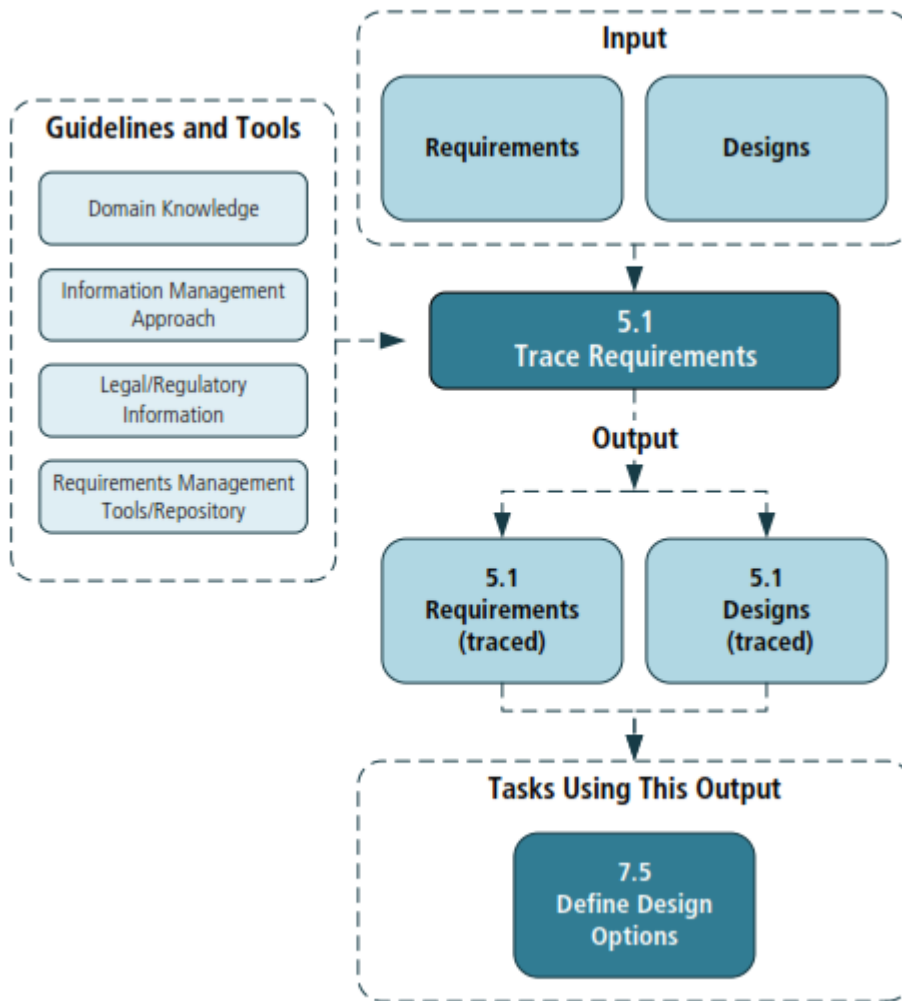 Input
Requirements
Designs
Guidelines and Tools
Domain Knowledge
Information Management
Approach
Legal/Regulatory
Information
Requirements Management
Tools/Repository
5.1
Trace Requirements
Output
5.1
Requirements
(traced)
5.1
Designs
(traced)
Tasks Using This Output
7.5
Define Design
Options